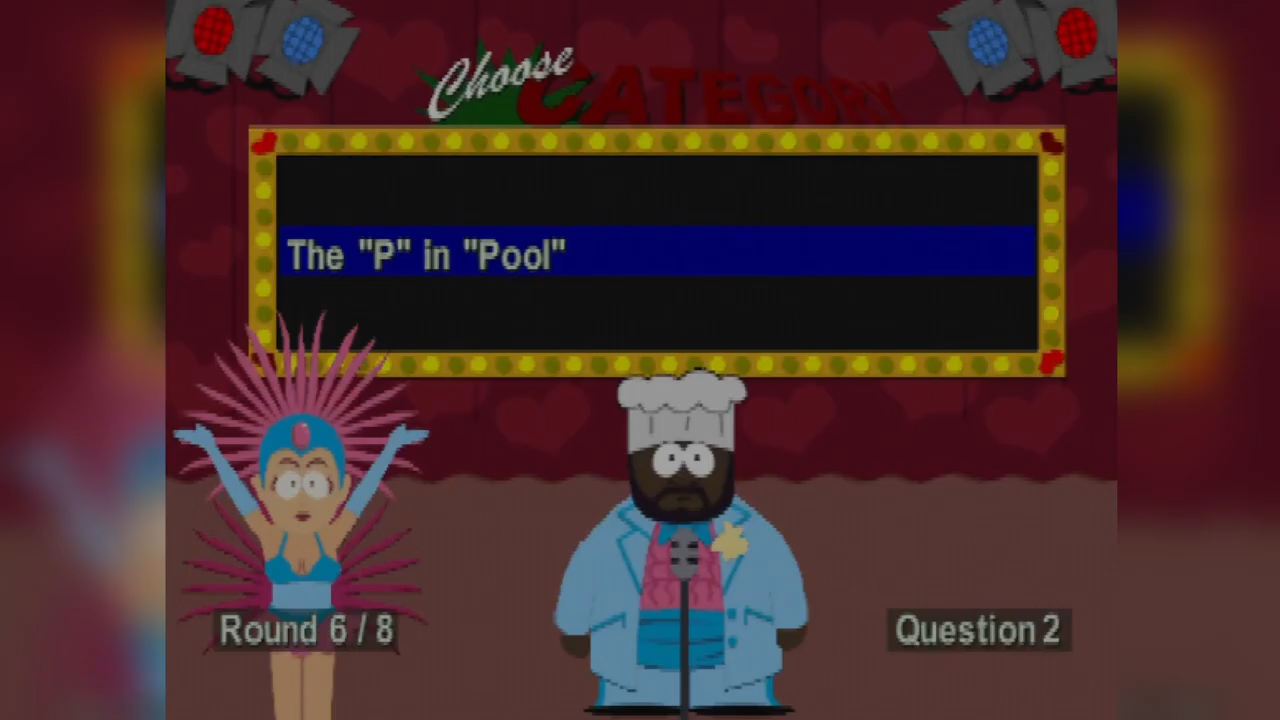 Choose
CATEGORY
The "P" in "Pool"
Round 6 / 8
Question 2